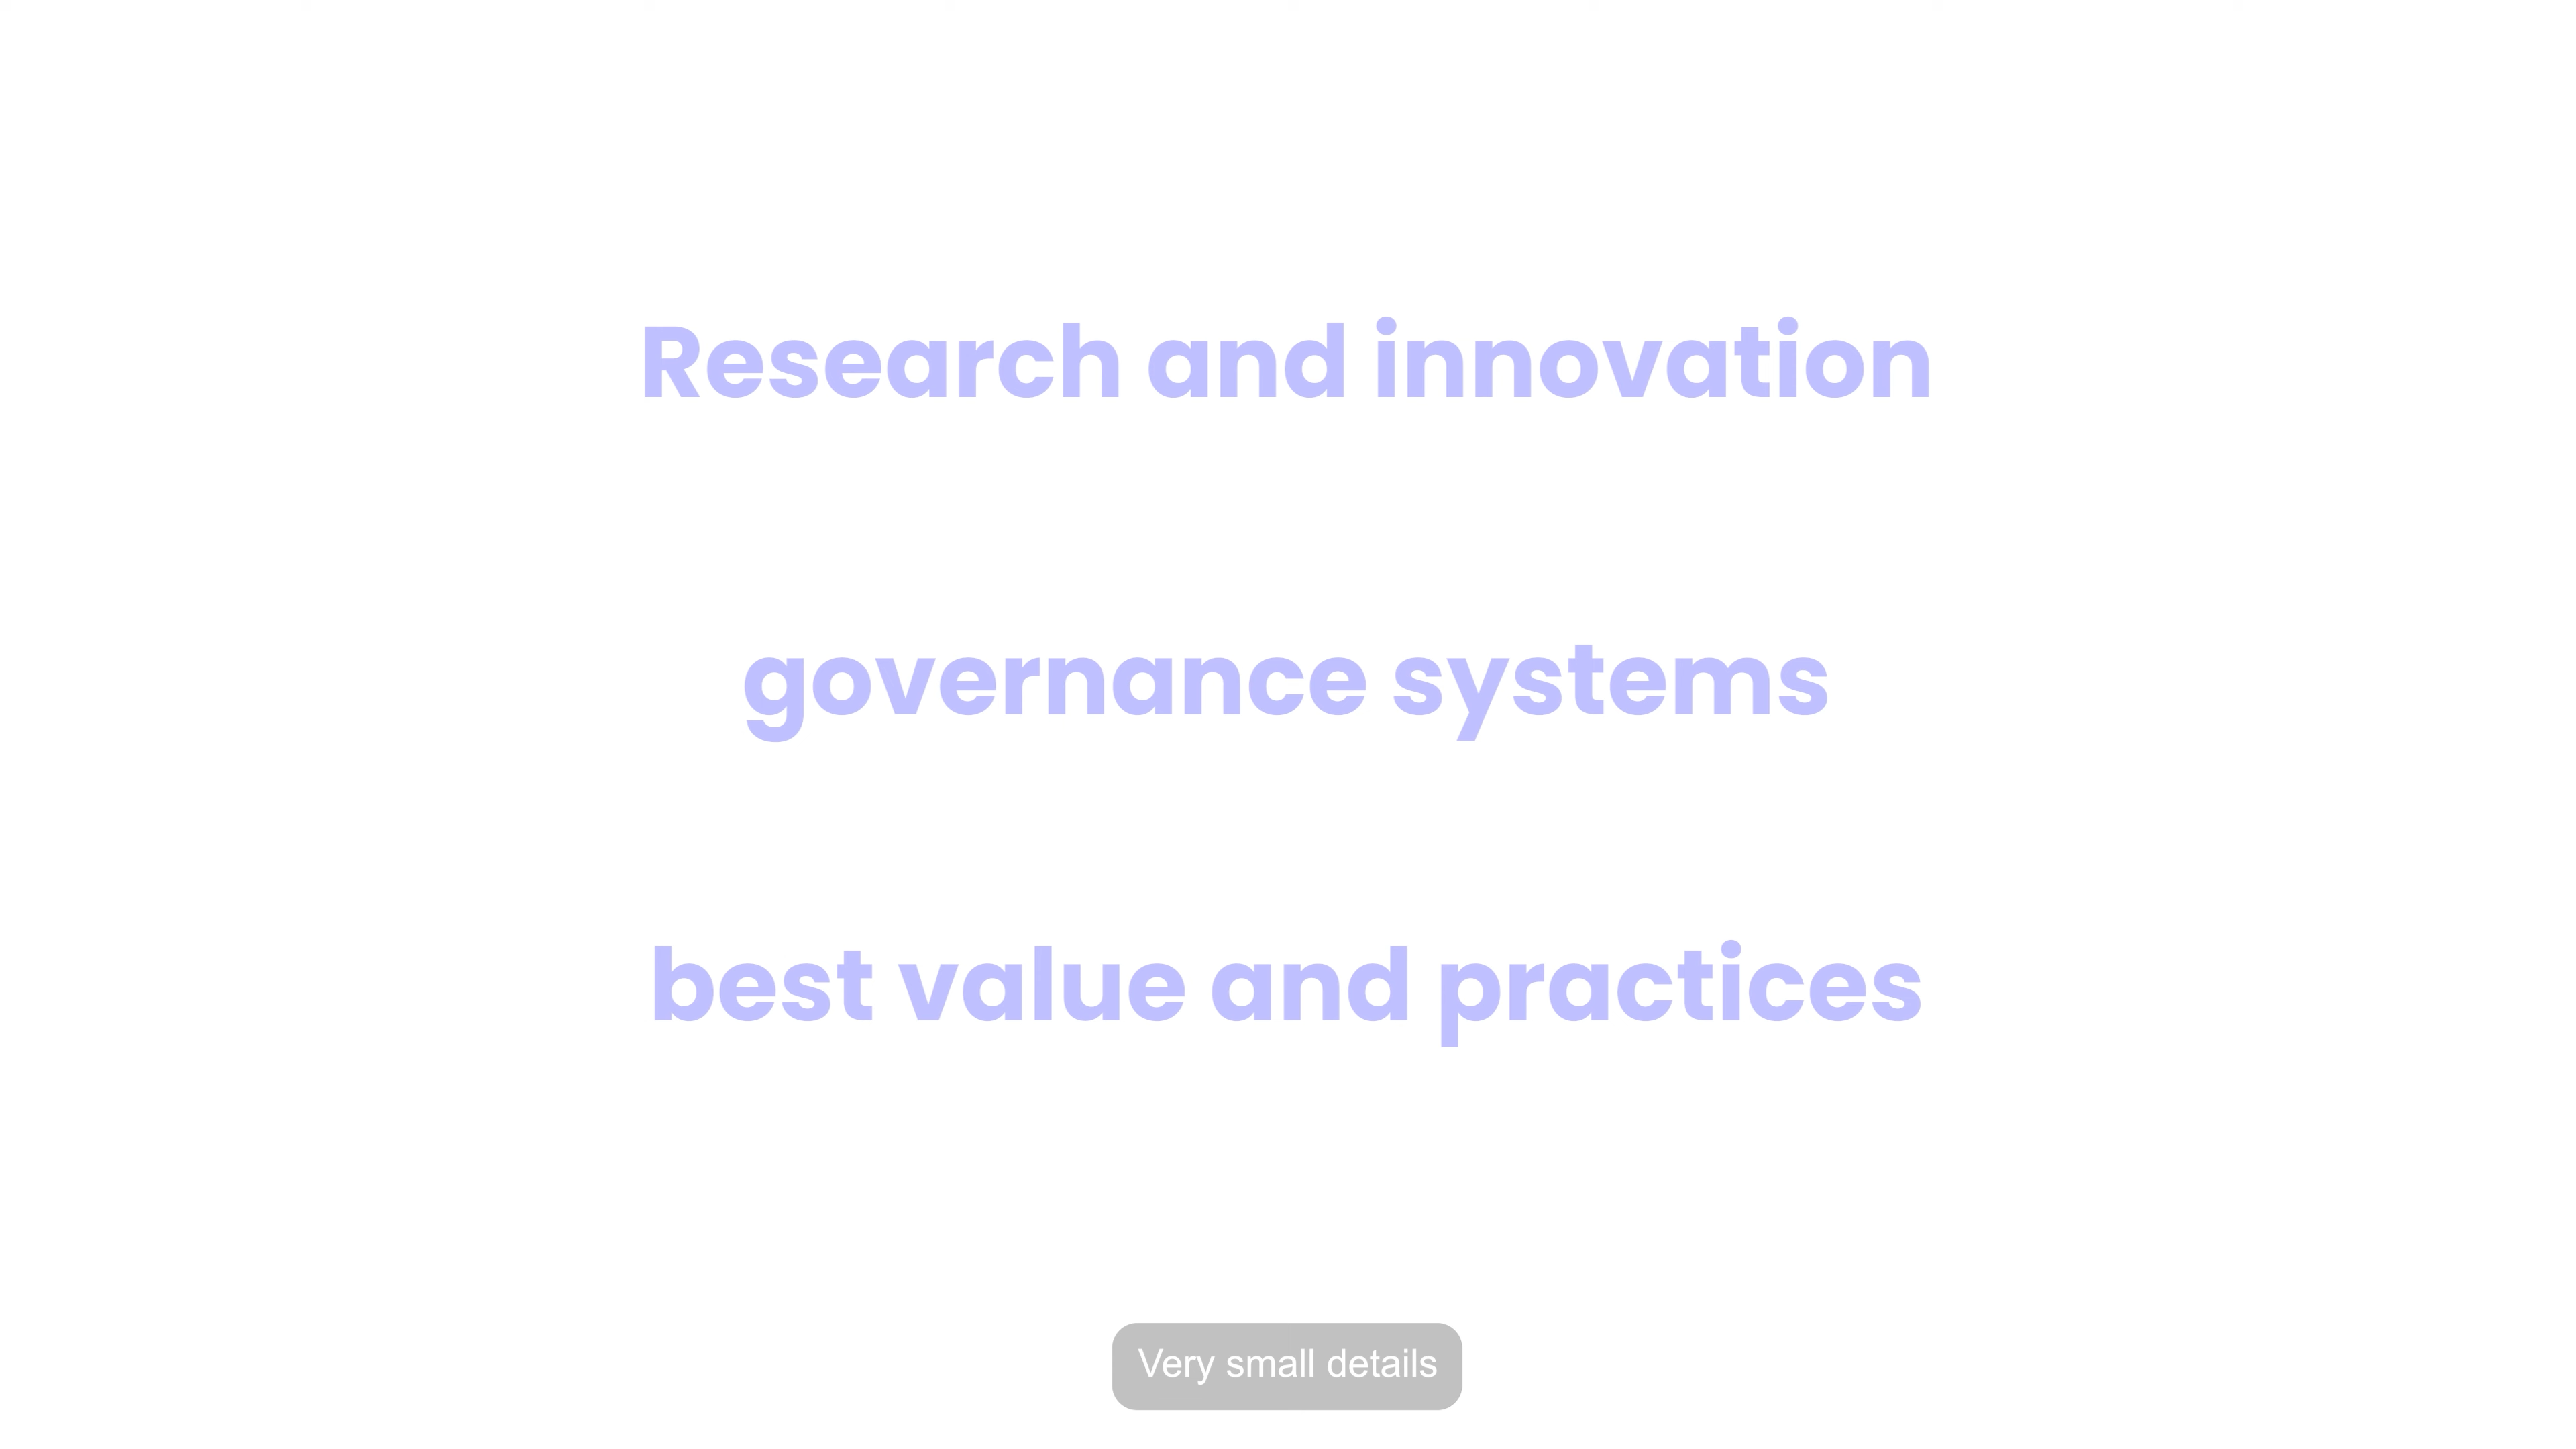 Research and innovation
governance systems
best value and practices
Very small details